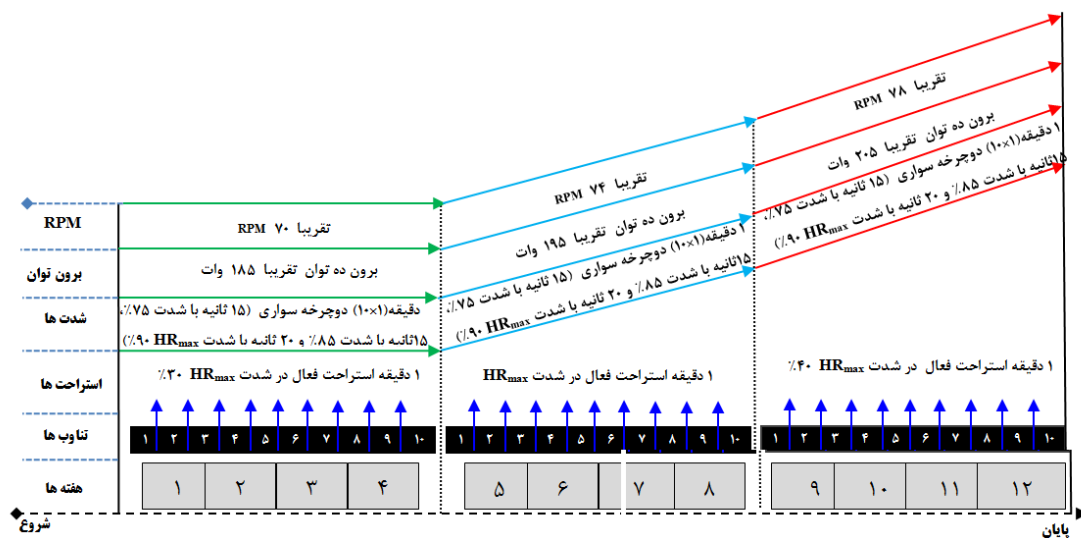 RPM
تقریبا ۷۰ RPM
تقریبا ۷۴ RPM
تقریبا ۷۸ RPM
برون توان
برون ده توان تقریبا ۱۸۵ وات
برون ده توان تقریبا ۱۹۵ وات
برون ده توان تقریبا ۲۰۵ وات
شدت ها
دقیقه(۱×۱۰) دوچرخه سواری (۱۵ ثانیه با شدت ۷۵٪،
۱۵ثانیه با شدت ۸۵٪ و ۲۰ ثانیه با شدت ۹۰٪ HRmax)
۱ دقیقه(۱×۱۰) دوچرخه سواری (۱۵ ثانیه با شدت ۷۵٪،
۱۵ثانیه با شدت ۸۵٪ و ۲۰ ثانیه با شدت ۹۰٪ HRmax)
۱ دقیقه(۱×۱۰) دوچرخه سواری (۱۵ ثانیه با شدت ۷۵٪،
۱۵ثانیه با شدت ۸۵٪ و ۲۰ ثانیه با شدت ۹۰٪ HRmax)
استراحت ها
۱ دقیقه استراحت فعال در شدت ۳۰٪ HRmax
۱ دقیقه استراحت فعال در شدت HRmax
۱ دقیقه استراحت فعال در شدت ۴۰٪ HRmax
تناوب ها
۱ ۲ ۳ ۴ ۵ ۶ ۷ ۸ ۹ ۱۰
۱ ۲ ۳ ۴ ۵ ۶ ۷ ۸ ۹ ۱۰
۱ ۲ ۳ ۴ ۵ ۶ ۷ ۸ ۹ ۱۰
هفته ها
۱ ۲ ۳ ۴
۵ ۶ ۷ ۸
۹ ۱۰ ۱۱ ۱۲
شروع
پایان